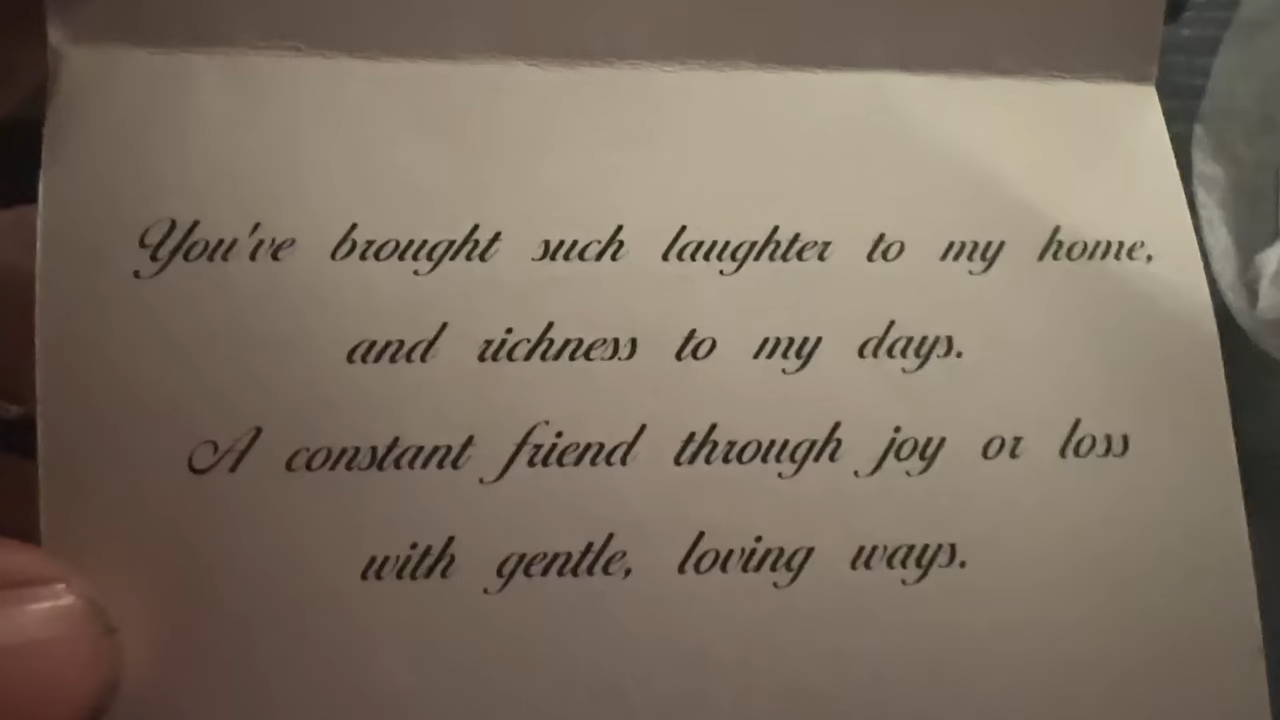 You've brought such laughter to my home,
and richness to my days.
A constant friend through joy or loss
with gentle, loving ways.